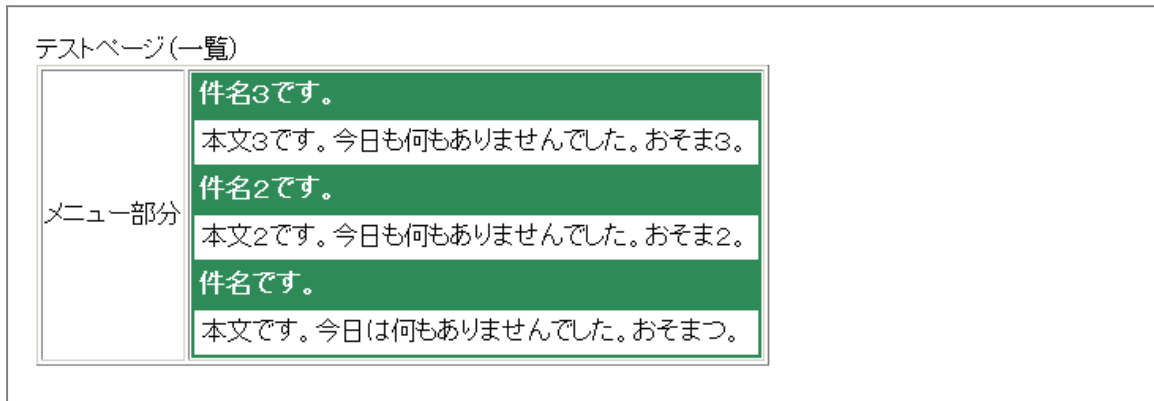 テストページ(一覧)
件名3です。
本文3です。今日も何もありませんでした。おそま3。
件名2です。
メニュー部分
本文2です。今日も何もありませんでした。おそま2。
件名です。
本文です。今日は何もありませんでした。おそまつ。